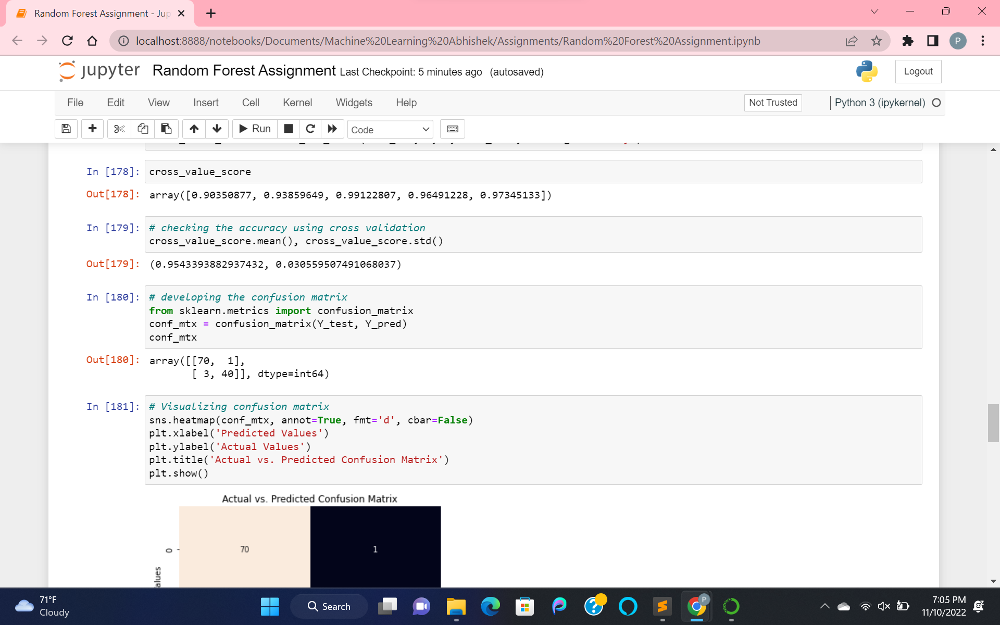 Random Forest Assignment - Jup
localhost:8888/notebooks/Documents/Machine%20Learning%20Abhishek/Assignments/Random%20Forest%20Assignment.ipynb
P
jupyter Random Forest Assignment Last Checkpoint: 5 minutes ago (autosaved)
Logout
File Edit View Insert Cell Kernel Widgets Help
Not Trusted
Python 3 (ipykernel)
Run
Code
In [178]: cross_value_score
Out[178]: array([0.90350877, 0.93859649, 0.99122807, 0.96491228, 0.97345133])
In [179]: # checking the accuracy using cross validation
cross_value_score.mean(), cross_value_score.std()
Out[179]: (0.9543393882937432, 0.030559507491068037)
In [180]: # developing the confusion matrix
from sklearn.metrics import confusion_matrix
conf_mtx = confusion_matrix(Y_test, Y_pred)
conf_mtx
Out[180]: array([[70,  1],
[ 3, 40]], dtype=int64)
In [181]: # Visualizing confusion matrix
sns.heatmap(conf_mtx, annot=True, fmt='d', cbar=False)
plt.xlabel('Predicted Values')
plt.ylabel('Actual Values')
plt.title('Actual vs. Predicted Confusion Matrix')
plt.show()
Actual vs. Predicted Confusion Matrix
0
70
1
alues
71°F
Cloudy
Search
P
7:05 PM
11/10/2022